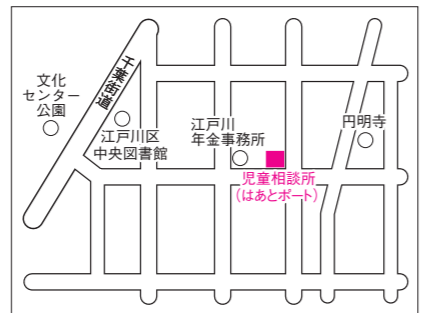 千葉街道
文化
センター
公園
江戸川区
中央図書館
江戸川
年金事務所
円明寺
児童相談所
(はあとポート)